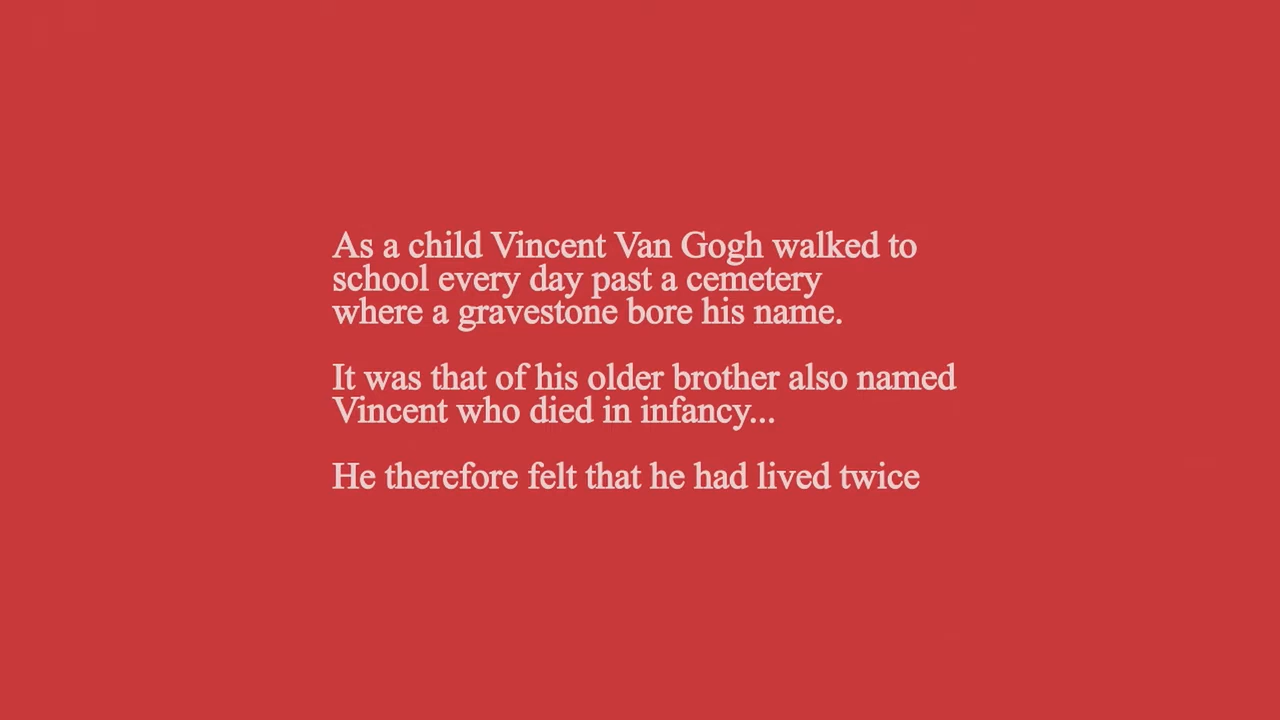 As a child Vincent Van Gogh walked to
school every day past a cemetery
where a gravestone bore his name.
It was that of his older brother also named
Vincent who died in infancy...
He therefore felt that he had lived twice